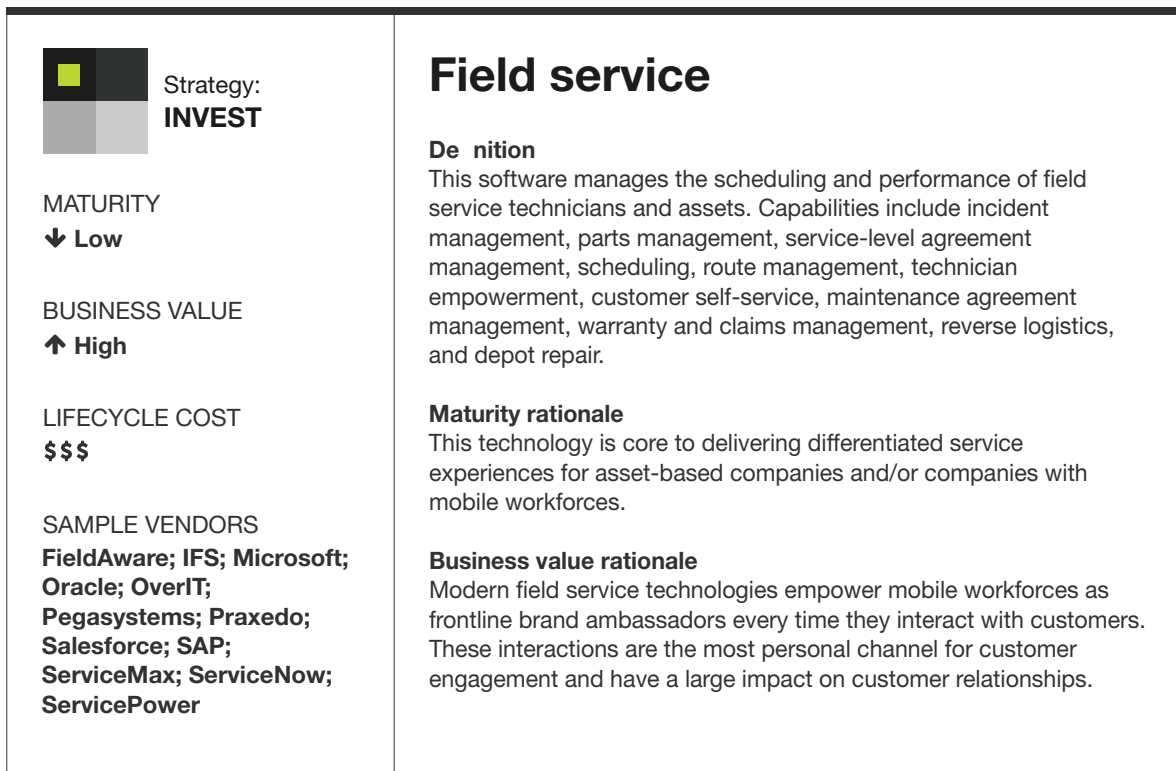 Strategy:
INVEST
MATURITY
↓ Low
BUSINESS VALUE
↑ High
LIFECYCLE COST
$$$
SAMPLE VENDORS
FieldAware; IFS; Microsoft;
Oracle; OverIT;
Pegasystems; Praxedo;
Salesforce; SAP;
ServiceMax; ServiceNow;
ServicePower
Field service
De nition
This software manages the scheduling and performance of field
service technicians and assets. Capabilities include incident
management, parts management, service-level agreement
management, scheduling, route management, technician
empowerment, customer self-service, maintenance agreement
management, warranty and claims management, reverse logistics,
and depot repair.
Maturity rationale
This technology is core to delivering differentiated service
experiences for asset-based companies and/or companies with
mobile workforces.
Business value rationale
Modern field service technologies empower mobile workforces as
frontline brand ambassadors every time they interact with customers.
These interactions are the most personal channel for customer
engagement and have a large impact on customer relationships.